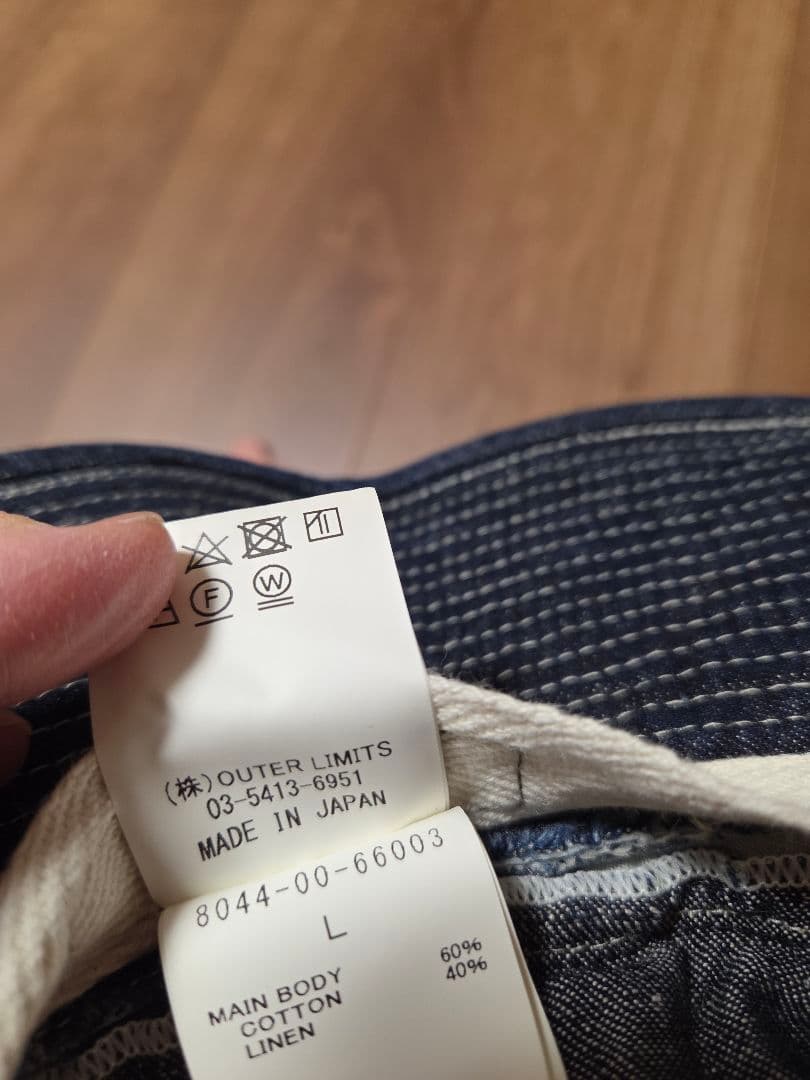 F W
(株)OUTER LIMITS
03-5413-6951
MADE IN JAPAN
8044-00-66003
L
60%
MAIN BODY 40%
COTTON
LINEN